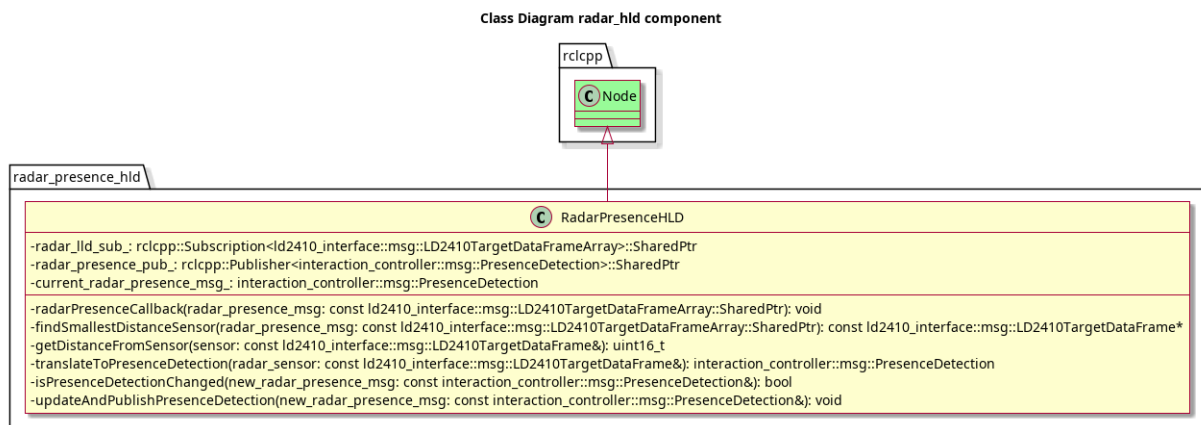 Class Diagram radar_hld component
rclcpp
C Node
radar_presence_hld
C RadarPresenceHLD
-radar_lld_sub_: rclcpp::Subscription<ld2410_interface::msg::LD2410TargetDataFrameArray>::SharedPtr
-radar_presence_pub_: rclcpp::Publisher<interaction_controller::msg::PresenceDetection>::SharedPtr
-current_radar_presence_msg_: interaction_controller::msg::PresenceDetection
-radarPresenceCallback(radar_presence_msg: const ld2410_interface::msg::LD2410TargetDataFrameArray::SharedPtr): void
-findSmallestDistanceSensor(radar_presence_msg: const ld2410_interface::msg::LD2410TargetDataFrameArray::SharedPtr): const ld2410_interface::msg::LD2410TargetDataFrame*
-getDistanceFromSensor(sensor: const ld2410_interface::msg::LD2410TargetDataFrame&): uint16_t
-translateToPresenceDetection(radar_sensor: const ld2410_interface::msg::LD2410TargetDataFrame&): interaction_controller::msg::PresenceDetection
-isPresenceDetectionChanged(new_radar_presence_msg: const interaction_controller::msg::PresenceDetection&): bool
-updateAndPublishPresenceDetection(new_radar_presence_msg: const interaction_controller::msg::PresenceDetection&): void